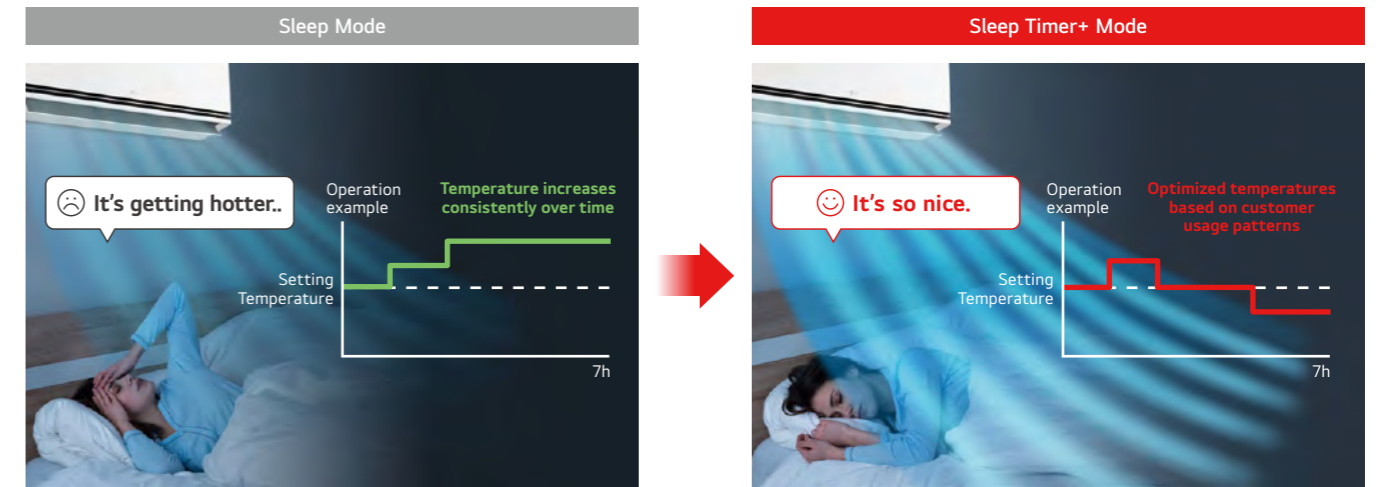 Sleep Mode
It's getting hotter..
Operation
example
Temperature increases
consistently over time
Setting
Temperature
7h
Sleep Timer+ Mode
It's so nice.
Operation
example
Optimized temperatures
based on customer
usage patterns
Setting
Temperature
7h